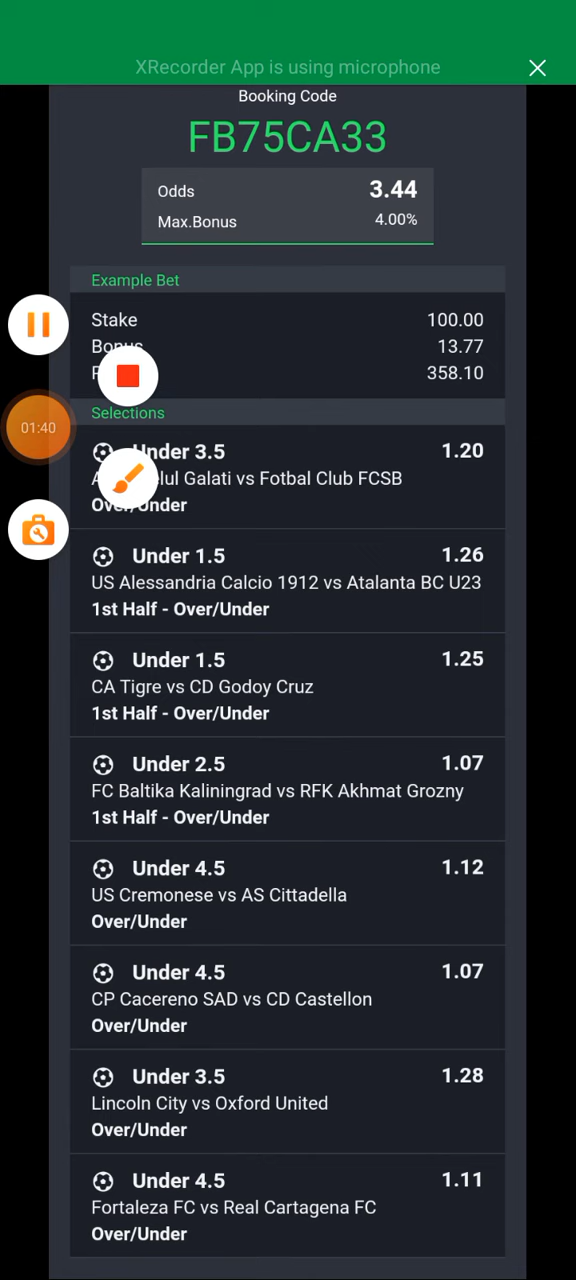 XRecorder App is using microphone
Booking Code
FB75CA33
Odds 3.44
Max.Bonus 4.00%
Example Bet
Stake 100.00
13.77
358.10
Selections
01:40
Under 3.5 1.20
Galati vs Fotbal Club FCSB
Over/Under
Under 1.5 1.26
US Alessandria Calcio 1912 vs Atalanta BC U23
1st Half - Over/Under
Under 1.5 1.25
CA Tigre vs CD Godoy Cruz
1st Half - Over/Under
Under 2.5 1.07
FC Baltika Kaliningrad vs RFK Akhmat Grozny
1st Half - Over/Under
Under 4.5 1.12
US Cremonese vs AS Cittadella
Over/Under
Under 4.5 1.07
CP Cacereno SAD vs CD Castellon
Over/Under
Under 3.5 1.28
Lincoln City vs Oxford United
Over/Under
Under 4.5 1.11
Fortaleza FC vs Real Cartagena FC
Over/Under